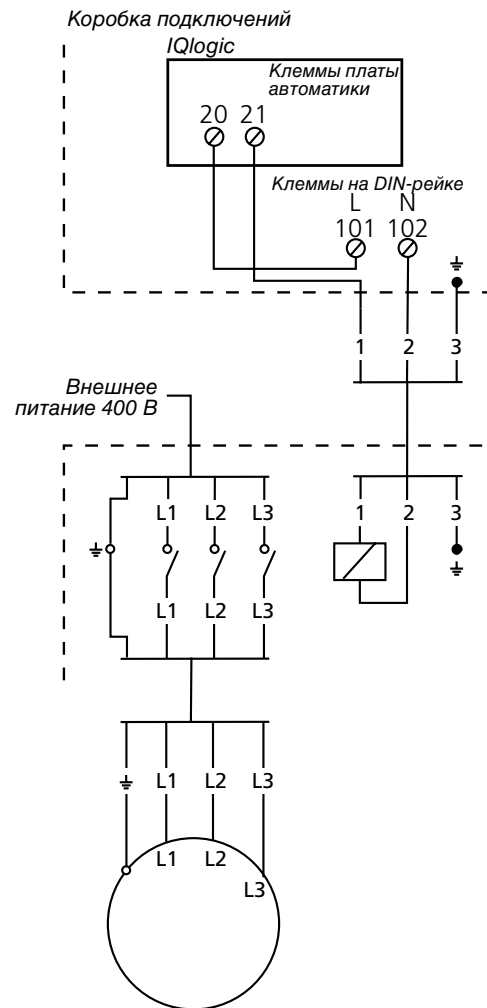 Коробка подключений
IQlogic
Клеммы платы
автоматики
20 21
Клеммы на DIN-рейке
L N
101 102
1 2 3
Внешнее
питание 400 В
L1 L2 L3
1 2 3
L1 L2 L3
L1 L2 L3
L1 L2
L3